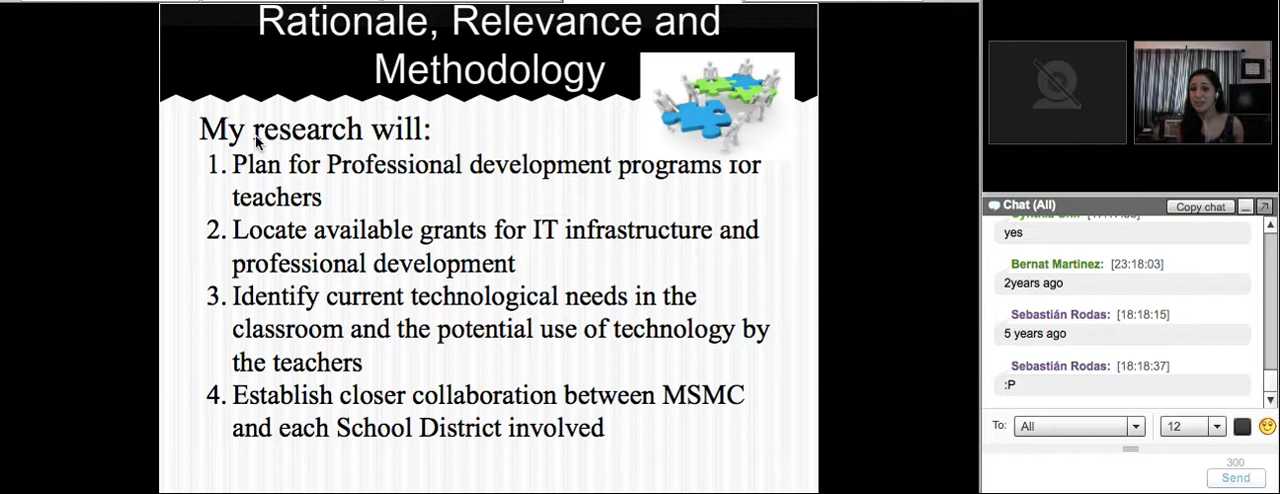 Rationale, Relevance and
Methodology
My research will:
1. Plan for Professional development programs for
teachers
2. Locate available grants for IT infrastructure and
professional development
3. Identify current technological needs in the
classroom and the potential use of technology by
the teachers
4. Establish closer collaboration between MSMC
and each School District involved
Chat (All)
Copy chat
yes
Bernat Martinez: [23:18:03]
2years ago
Sebastián Rodas: [18:18:15]
5 years ago
Sebastián Rodas: [18:18:37]
:P
To: All 12
300
Send